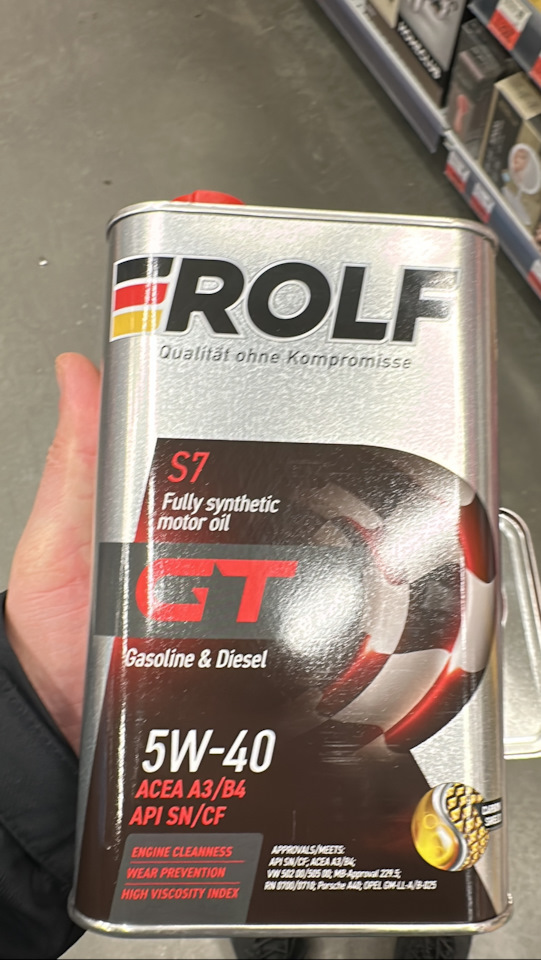 ROLF
Qualität ohne Kompromisse
S7
Fully synthetic
motor oil
GT
Gasoline & Diesel
5W-40
ACEA A3/B4
API SN/CF
ENGINE CLEANNESS
WEAR PREVENTION
HIGH VISCOSITY INDEX
APPROVALS/MEETS:
API SN/CF; ACEA A3/B4;
VW 502 00/505 00; MB-Approval 229.5;
RN 0700/0710; Porsche A40; OPEL GM-LL-A/B-025